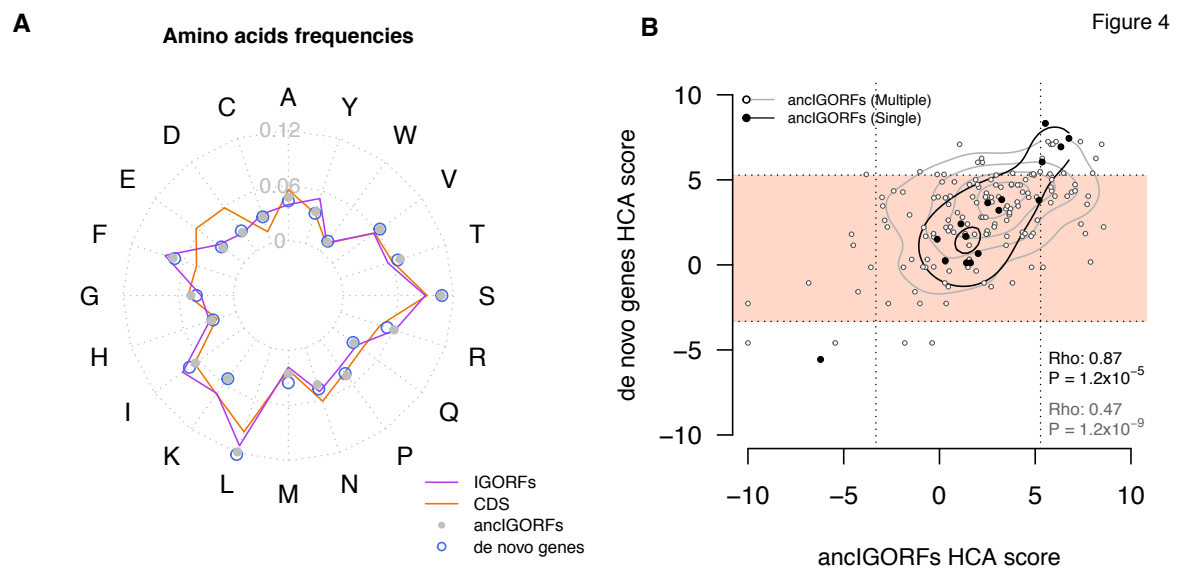 Figure 4
A
Amino acids frequencies
A
Y
W
V
T
S
R
Q
P
N
M
L
K
I
H
G
F
E
D
C
0.12
0.06
0
IGORFs
CDS
ancIGORFs
de novo genes
B
ancIGORFs (Multiple)
ancIGORFs (Single)
10
5
0
−5
−10
de novo genes HCA score
Rho: 0.87
P = 1.2x10⁻⁵
Rho: 0.47
P = 1.2x10⁻⁹
−10 −5 0 5 10
ancIGORFs HCA score